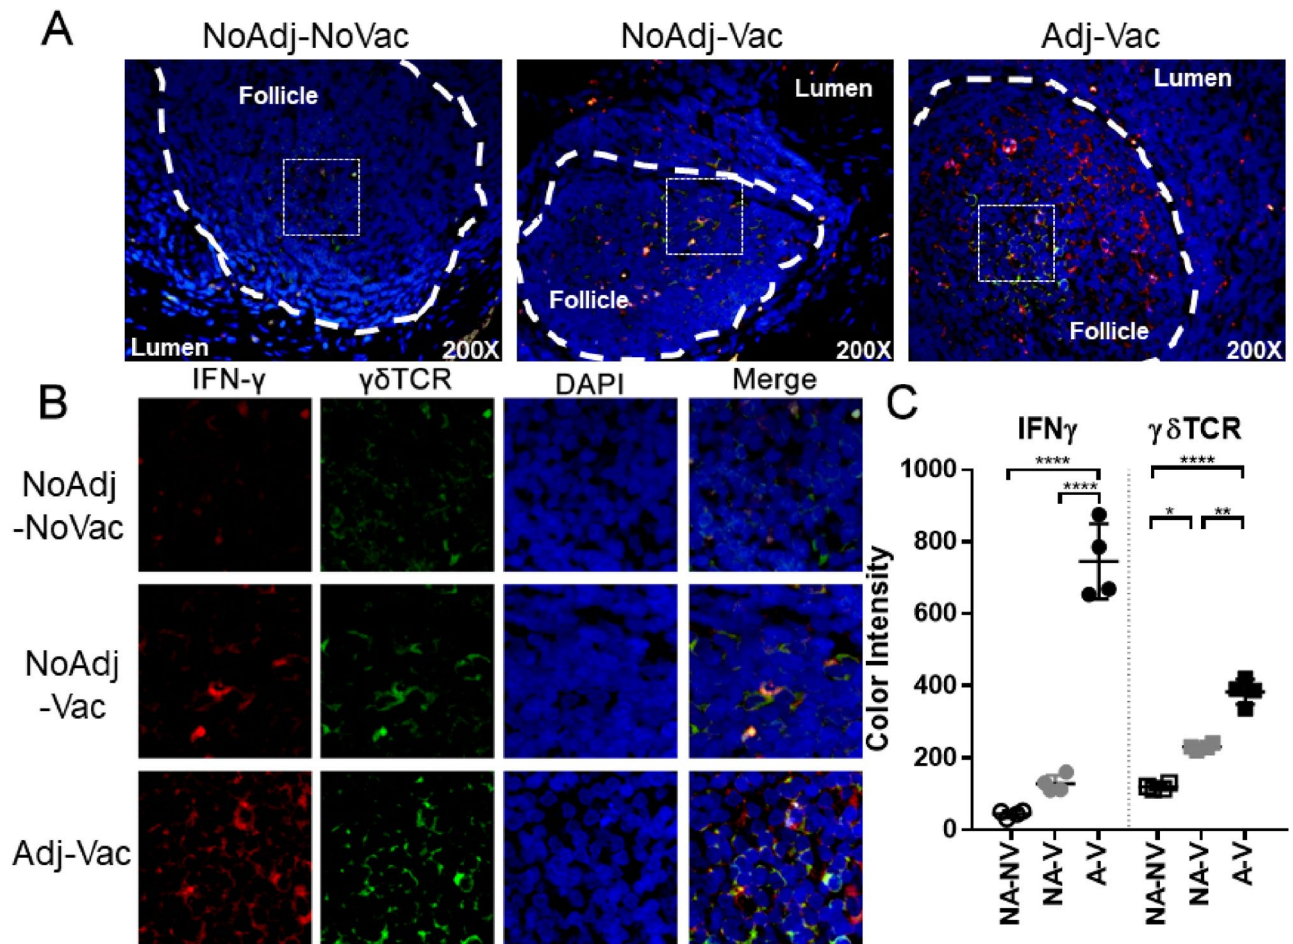 A
NoAdj-NoVac
NoAdj-Vac
Adj-Vac
Follicle
Lumen
200X
Lumen
Follicle
200X
Lumen
Follicle
200X
B
IFN-γ
γδTCR
DAPI
Merge
NoAdj
-NoVac
NoAdj
-Vac
Adj-Vac
C
IFNγ
γδTCR
****
****
****
*
**
Color Intensity
1000
800
600
400
200
0
NA-NV
NA-V
A-V
NA-NV
NA-V
A-V